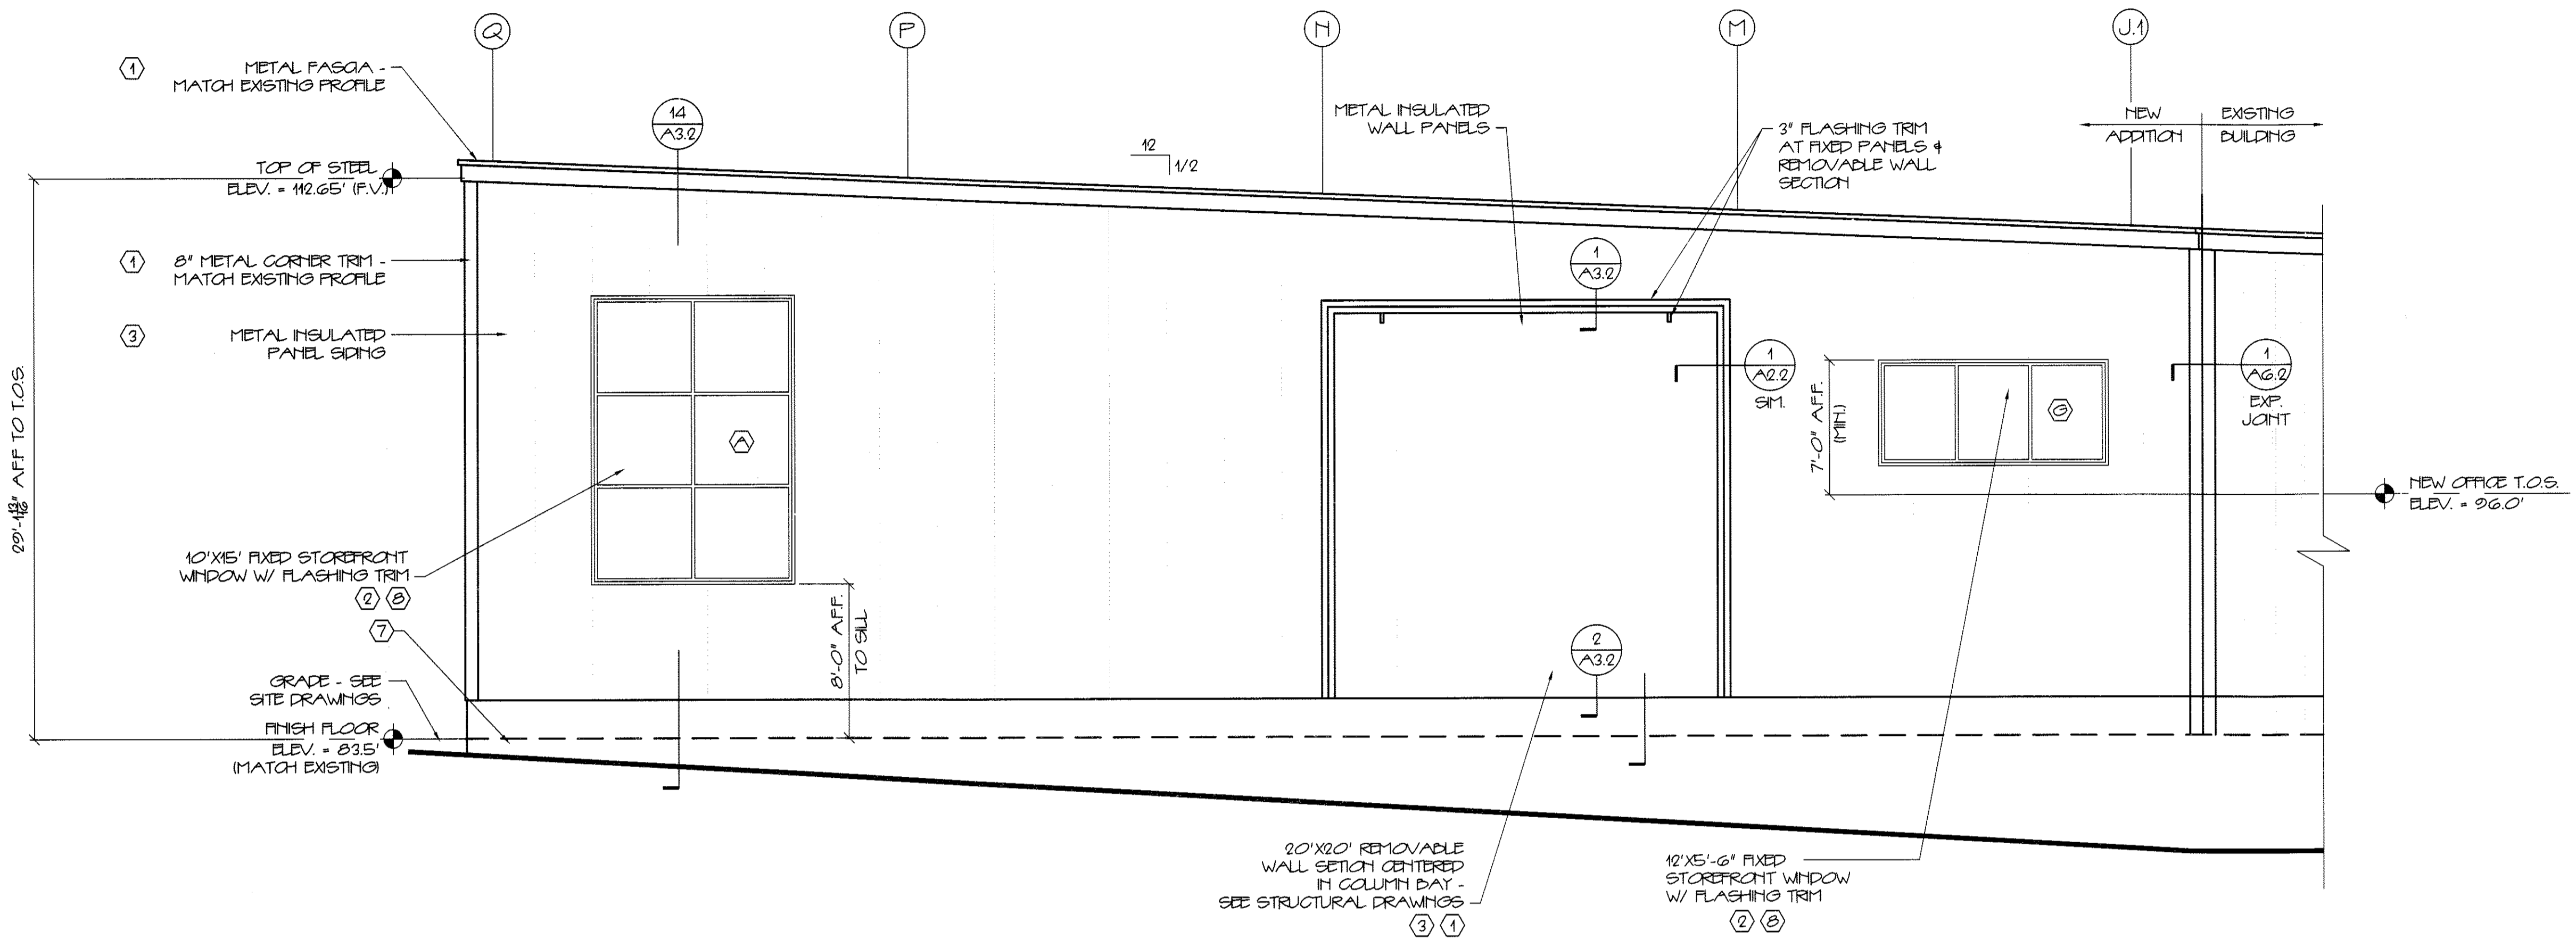 Q
P
N
M
J.1
1
METAL FASCIA -
MATCH EXISTING PROFILE
14
A3.2
METAL INSULATED
WALL PANELS
3" FLASHING TRIM
AT FIXED PANELS &
REMOVABLE WALL
SECTION
NEW
ADDITION
EXISTING
BUILDING
12
1/2
TOP OF STEEL
ELEV. = 112.65' (F.V.)
1
8" METAL CORNER TRIM -
MATCH EXISTING PROFILE
1
A3.2
3
METAL INSULATED
PANEL SIDING
1
A2.2
SIM.
1
A6.2
EXP.
JOINT
29'-1 13/16" A.F.F TO T.O.S.
A
G
7'-0" A.F.F.
(MIN.)
NEW OFFICE T.O.S.
ELEV. = 96.0'
10'X15' FIXED STOREFRONT
WINDOW W/ FLASHING TRIM
2 8
7
8'-0" A.F.F.
TO SILL
2
A3.2
GRADE - SEE
SITE DRAWINGS
FINISH FLOOR
ELEV. = 83.5'
(MATCH EXISTING)
20'X20' REMOVABLE
WALL SETION CENTERED
IN COLUMN BAY -
SEE STRUCTURAL DRAWINGS
3 1
12'X5'-6" FIXED
STOREFRONT WINDOW
W/ FLASHING TRIM
2 8